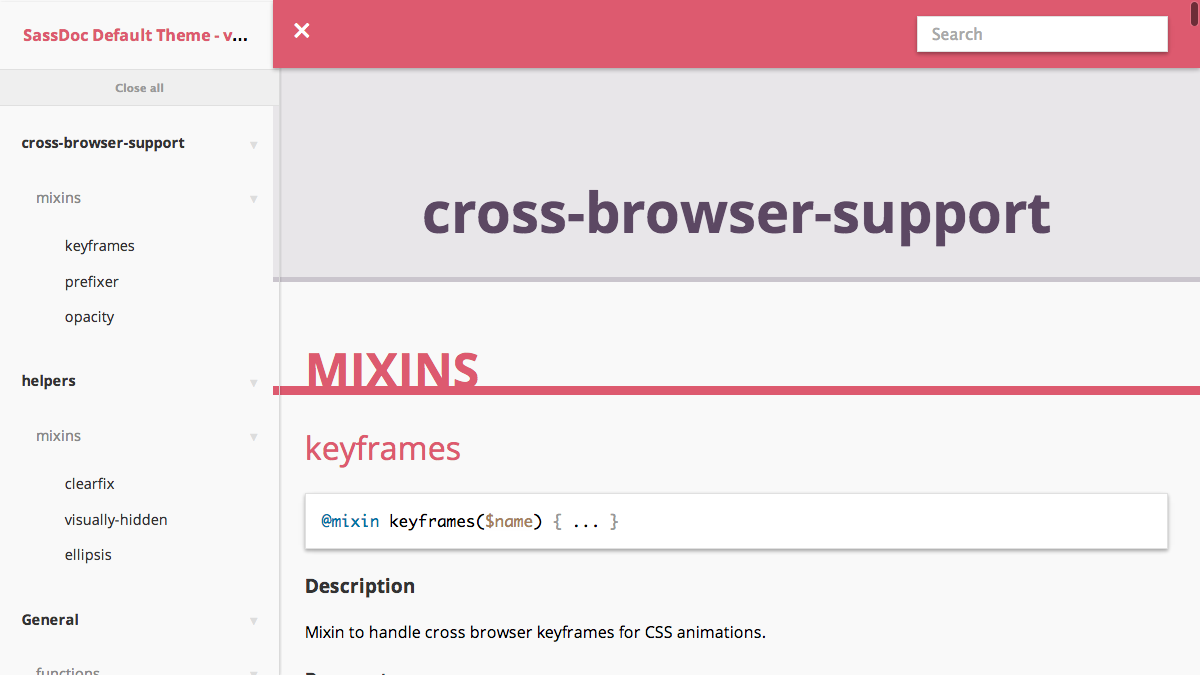 SassDoc Default Theme - v...
Close all
cross-browser-support
mixins
keyframes
prefixer
opacity
helpers
mixins
clearfix
visually-hidden
ellipsis
General
functions
×
Search
cross-browser-support
MIXINS
keyframes
@mixin keyframes($name) { ... }
Description
Mixin to handle cross browser keyframes for CSS animations.